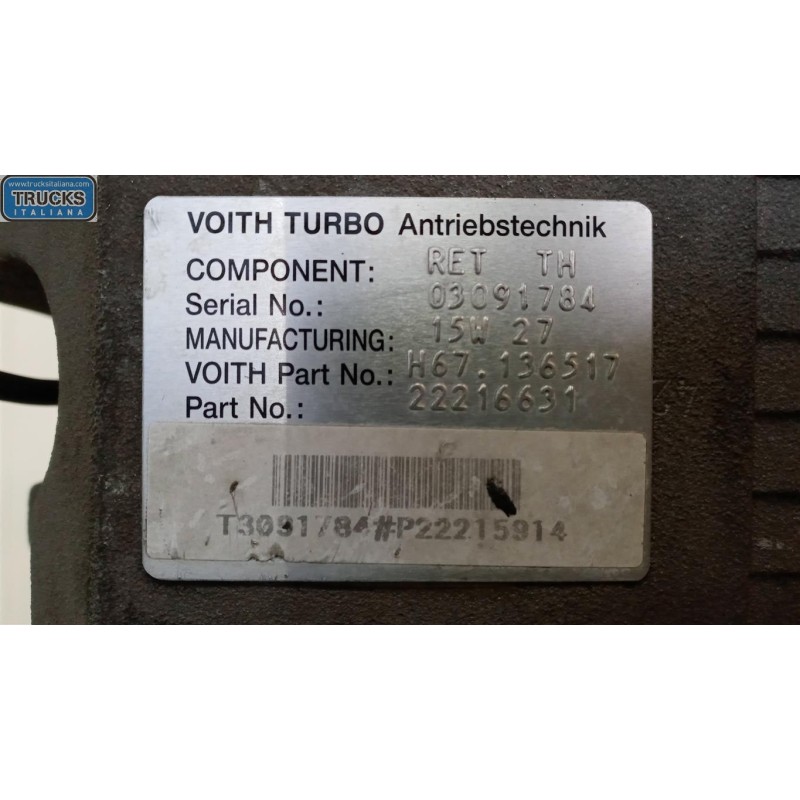 www.trucksitaliana.com
TRUCKS
ITALIANA
VOITH TURBO Antriebstechnik
COMPONENT: RET TH
Serial No.: 03091784
MANUFACTURING: 15W 27
VOITH Part No.: H67.136517
Part No.: 22216631
T3091784#P22215914